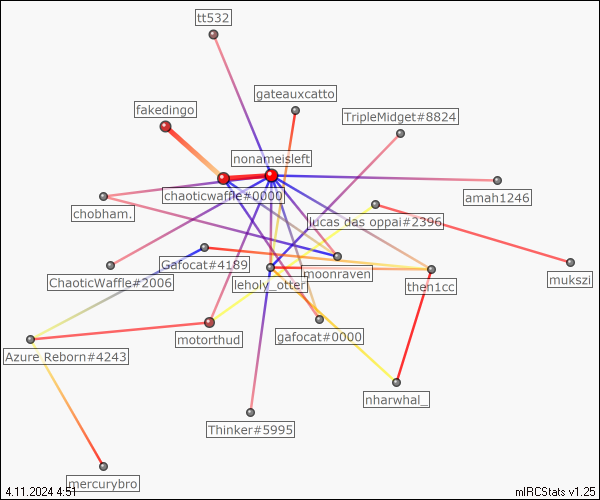 tt532
gateauxcatto
fakedingo
TripleMidget#8824
nonameisleft
chaoticwaffle#0000
amah1246
chobham.
lucas das oppai#2396
Gafocat#4189
moonraven
ChaoticWaffle#2006
leholy_otter
then1cc
mukszi
motorthud
gafocat#0000
Azure Reborn#4243
nharwhal_
Thinker#5995
mercurybro
4.11.2024 4:51
mIRCStats v1.25